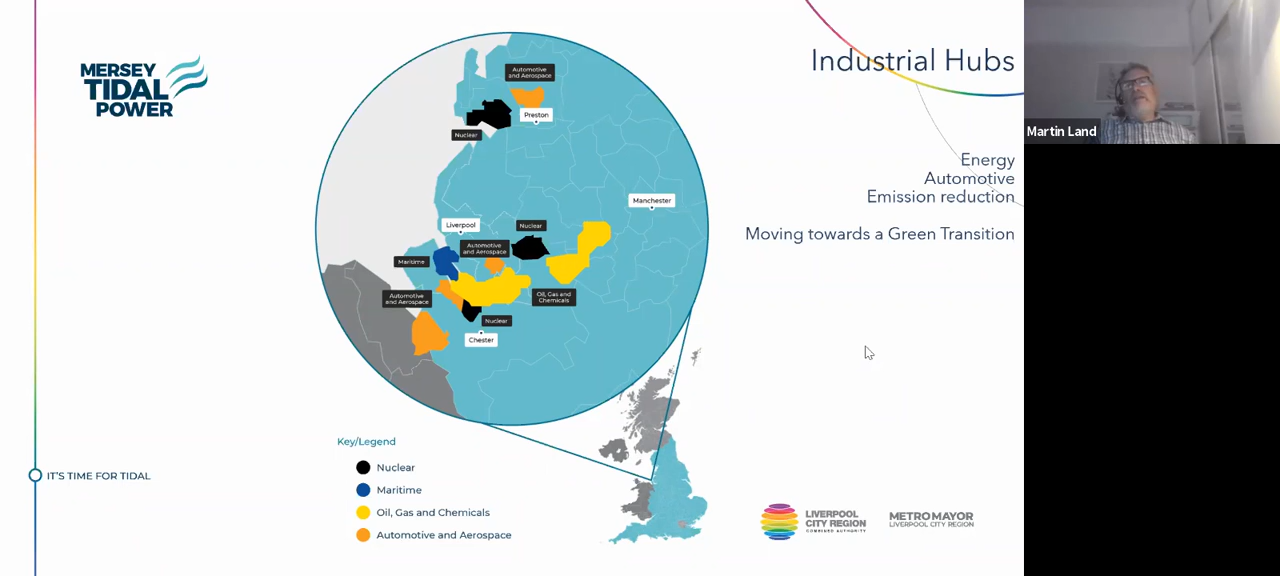 MERSEY
TIDAL
POWER
Industrial Hubs
Martin Land
Energy
Automotive
Emission reduction
Moving towards a Green Transition
Automotive
and Aerospace
Preston
Nuclear
Manchester
Liverpool
Nuclear
Automotive
and Aerospace
Maritime
Automotive
and Aerospace
Oil, Gas and
Chemicals
Nuclear
Chester
Key/Legend
Nuclear
Maritime
Oil, Gas and Chemicals
Automotive and Aerospace
IT'S TIME FOR TIDAL
LIVERPOOL
CITY REGION
COMBINED AUTHORITY
METRO MAYOR
LIVERPOOL CITY REGION